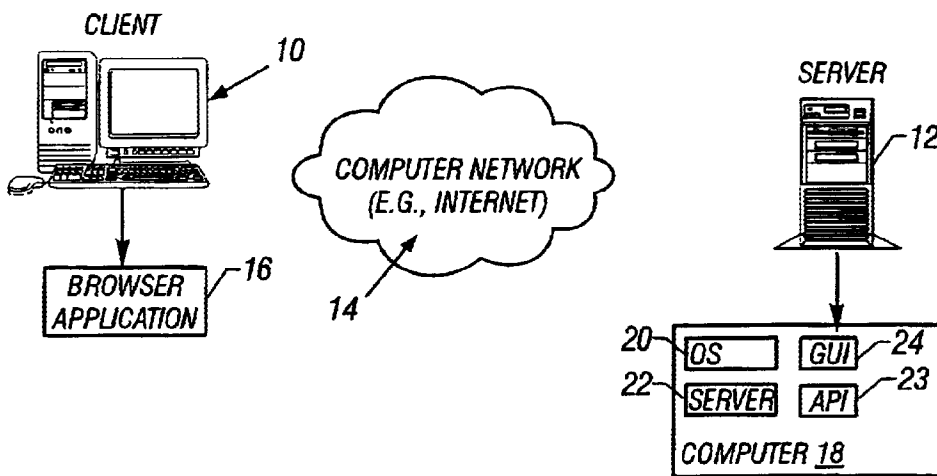 CLIENT
10
BROWSER
APPLICATION
16
COMPUTER NETWORK
(E.G., INTERNET)
14
SERVER
12
20
OS
GUI
24
22
SERVER
API
23
COMPUTER 18